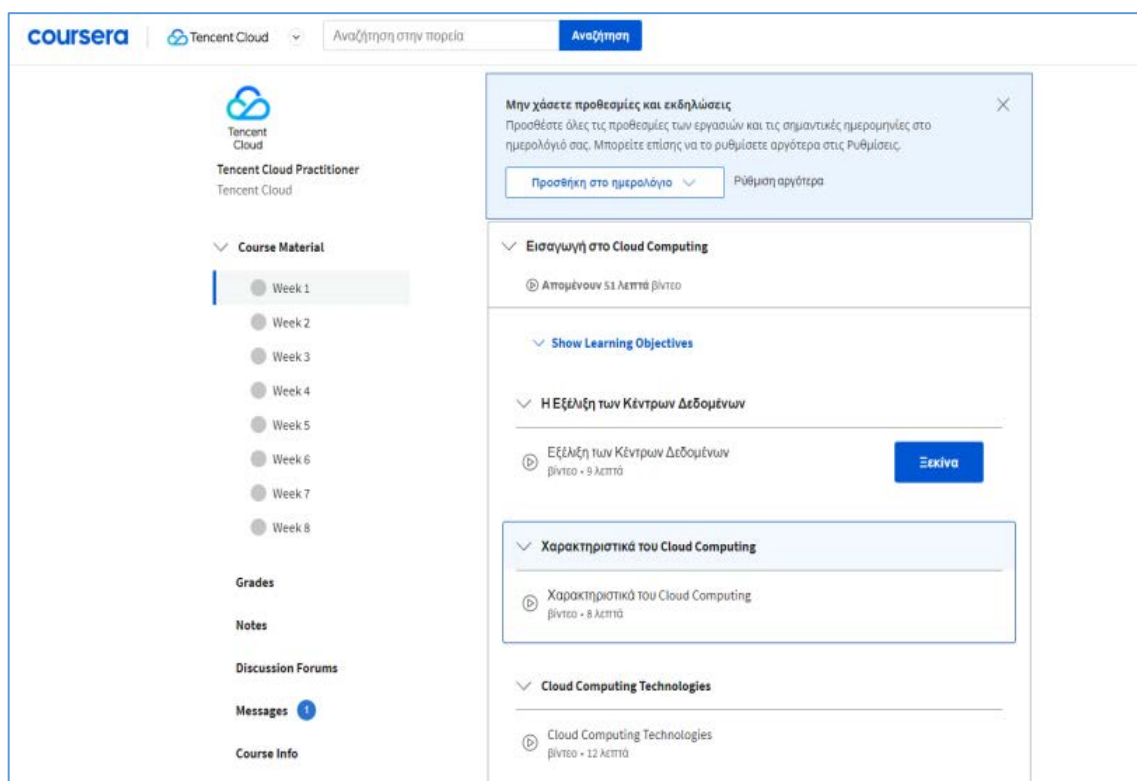 coursera
Tencent Cloud
Αναζήτηση στην πορεία
Αναζήτηση
Tencent
Cloud
Tencent Cloud Practitioner
Tencent Cloud
Course Material
Week 1
Week 2
Week 3
Week 4
Week 5
Week 6
Week 7
Week 8
Grades
Notes
Discussion Forums
Messages 1
Course Info
Μην χάσετε προθεσμίες και εκδηλώσεις
Προσθέστε όλες τις προθεσμίες των εργασιών και τις σημαντικές ημερομηνίες στο
ημερολόγιό σας. Μπορείτε επίσης να το ρυθμίσετε αργότερα στις Ρυθμίσεις.
Προσθήκη στο ημερολόγιο
Ρύθμιση αργότερα
Εισαγωγή στο Cloud Computing
Απομένουν 51 λεπτά βίντεο
Show Learning Objectives
Η Εξέλιξη των Κέντρων Δεδομένων
Εξέλιξη των Κέντρων Δεδομένων
βίντεο • 9 λεπτά
Ξεκίνα
Χαρακτηριστικά του Cloud Computing
Χαρακτηριστικά του Cloud Computing
βίντεο • 8 λεπτά
Cloud Computing Technologies
Cloud Computing Technologies
βίντεο • 12 λεπτά